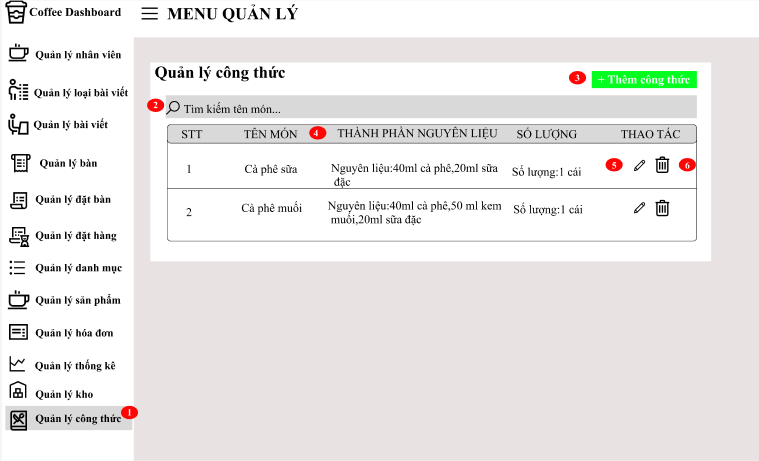 Coffee Dashboard
MENU QUẢN LÝ
Quản lý nhân viên
Quản lý loại bài viết
Quản lý bài viết
Quản lý bàn
Quản lý đặt bàn
Quản lý đặt hàng
Quản lý danh mục
Quản lý sản phẩm
Quản lý hóa đơn
Quản lý thống kê
Quản lý kho
Quản lý công thức 1
Quản lý công thức
3 + Thêm công thức
2 Tìm kiếm tên món...
STT TÊN MÓN 4 THÀNH PHẦN NGUYÊN LIỆU SỐ LƯỢNG THAO TÁC
1 Cà phê sữa Nguyên liệu:40ml cà phê,20ml sữa Số lượng:1 cái 5 6
đặc
2 Cà phê muối Nguyên liệu:40ml cà phê,50 ml kem Số lượng:1 cái
muối,20ml sữa đặc